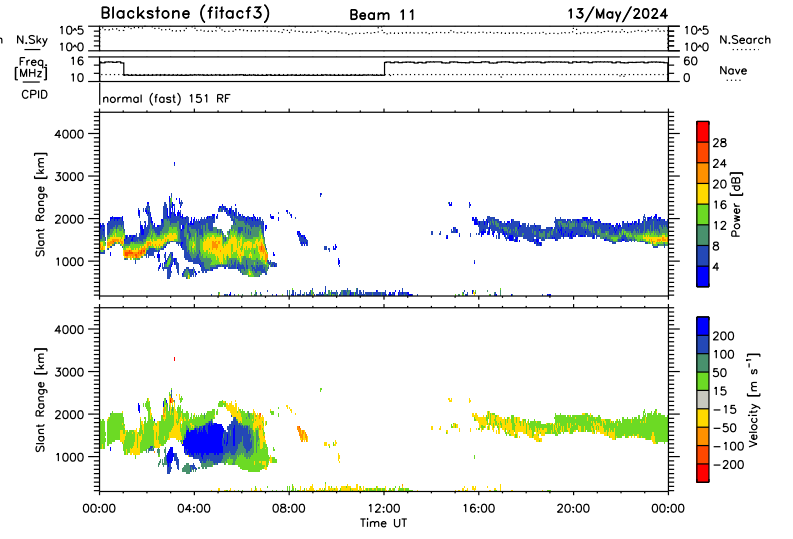 Blackstone (fitacf3) Beam 11 13/May/2024
N.Sky 10^5 10^0 10^5 10^0 N.Search
Freq. [MHz] 16 10 60 0 Nave
CPID normal (fast) 151 RF
Slant Range [km]
4000
3000
2000
1000
28
24
20
16
12
8
4
Power [dB]
Slant Range [km]
4000
3000
2000
1000
200
100
50
15
-15
-50
-100
-200
Velocity [m s⁻¹]
00:00 04:00 08:00 12:00 16:00 20:00 00:00
Time UT